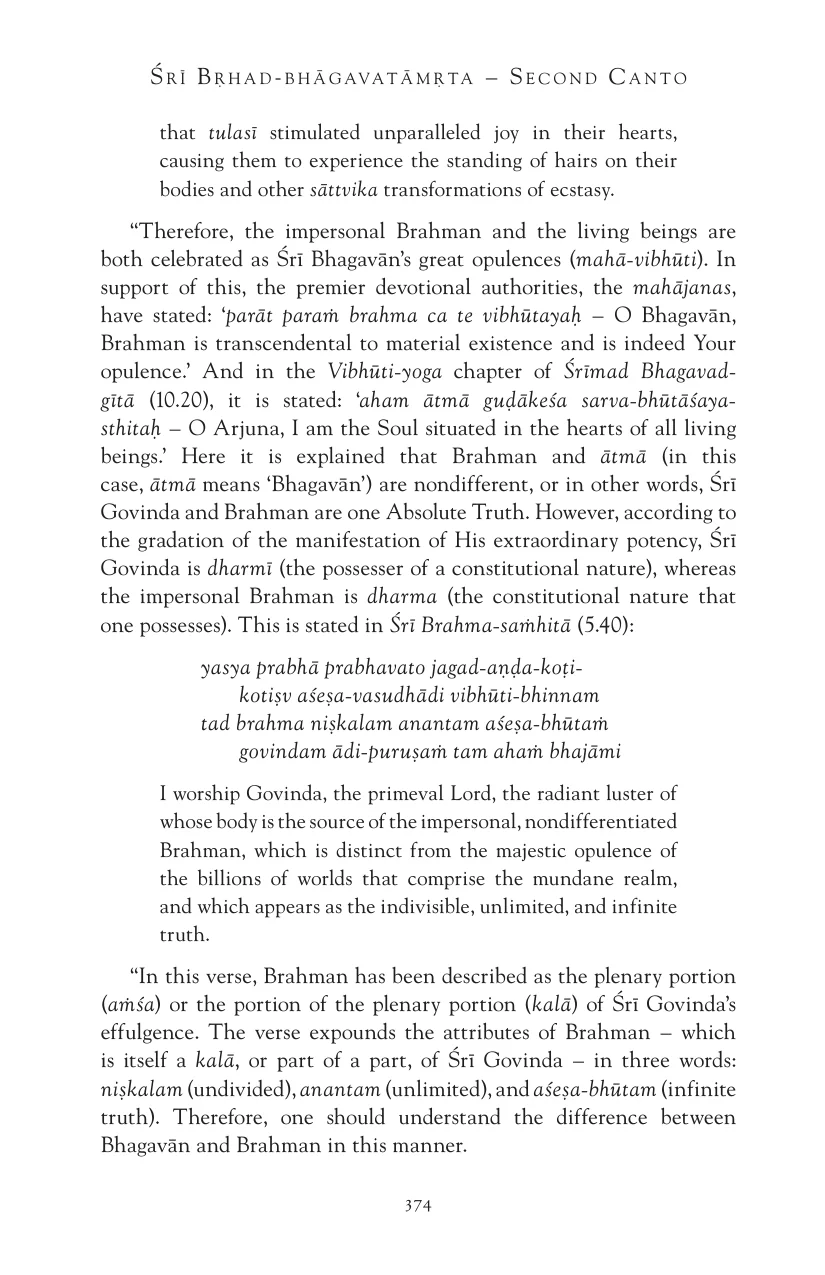 Śrī Bṛhad-bhāgavatāmṛta – Second Canto
that tulasī stimulated unparalleled joy in their hearts,
causing them to experience the standing of hairs on their
bodies and other sāttvika transformations of ecstasy.
“Therefore, the impersonal Brahman and the living beings are
both celebrated as Śrī Bhagavān’s great opulences (mahā-vibhūti). In
support of this, the premier devotional authorities, the mahājanas,
have stated: ‘parāt paraṁ brahma ca te vibhūtayaḥ – O Bhagavān,
Brahman is transcendental to material existence and is indeed Your
opulence.’ And in the Vibhūti-yoga chapter of Śrīmad Bhagavad-
gītā (10.20), it is stated: ‘aham ātmā guḍākeśa sarva-bhūtāśaya-
sthitaḥ – O Arjuna, I am the Soul situated in the hearts of all living
beings.’ Here it is explained that Brahman and ātmā (in this
case, ātmā means ‘Bhagavān’) are nondifferent, or in other words, Śrī
Govinda and Brahman are one Absolute Truth. However, according to
the gradation of the manifestation of His extraordinary potency, Śrī
Govinda is dharmī (the possesser of a constitutional nature), whereas
the impersonal Brahman is dharma (the constitutional nature that
one possesses). This is stated in Śrī Brahma-saṁhitā (5.40):
yasya prabhā prabhavato jagad-aṇḍa-koṭi-
kotiṣv aśeṣa-vasudhādi vibhūti-bhinnam
tad brahma niṣkalam anantam aśeṣa-bhūtaṁ
govindam ādi-puruṣaṁ tam ahaṁ bhajāmi
I worship Govinda, the primeval Lord, the radiant luster of
whose body is the source of the impersonal, nondifferentiated
Brahman, which is distinct from the majestic opulence of
the billions of worlds that comprise the mundane realm,
and which appears as the indivisible, unlimited, and infinite
truth.
“In this verse, Brahman has been described as the plenary portion
(aṁśa) or the portion of the plenary portion (kalā) of Śrī Govinda’s
effulgence. The verse expounds the attributes of Brahman – which
is itself a kalā, or part of a part, of Śrī Govinda – in three words:
niṣkalam (undivided), anantam (unlimited), and aśeṣa-bhūtam (infinite
truth). Therefore, one should understand the difference between
Bhagavān and Brahman in this manner.
374